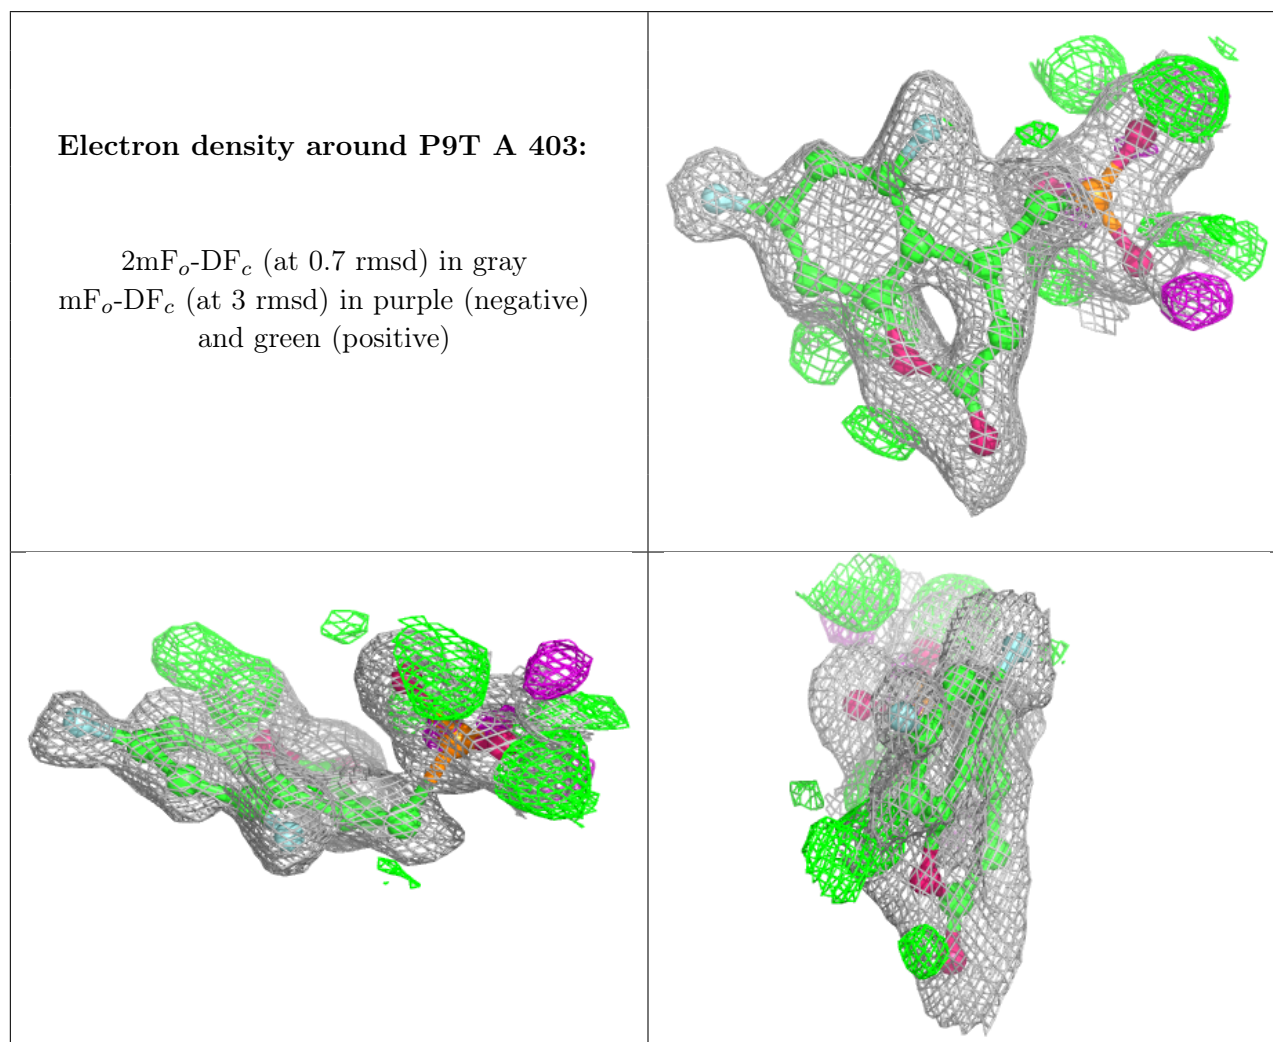 Electron density around P9T A 403:
2mFo-DFc (at 0.7 rmsd) in gray
mFo-DFc (at 3 rmsd) in purple (negative)
and green (positive)